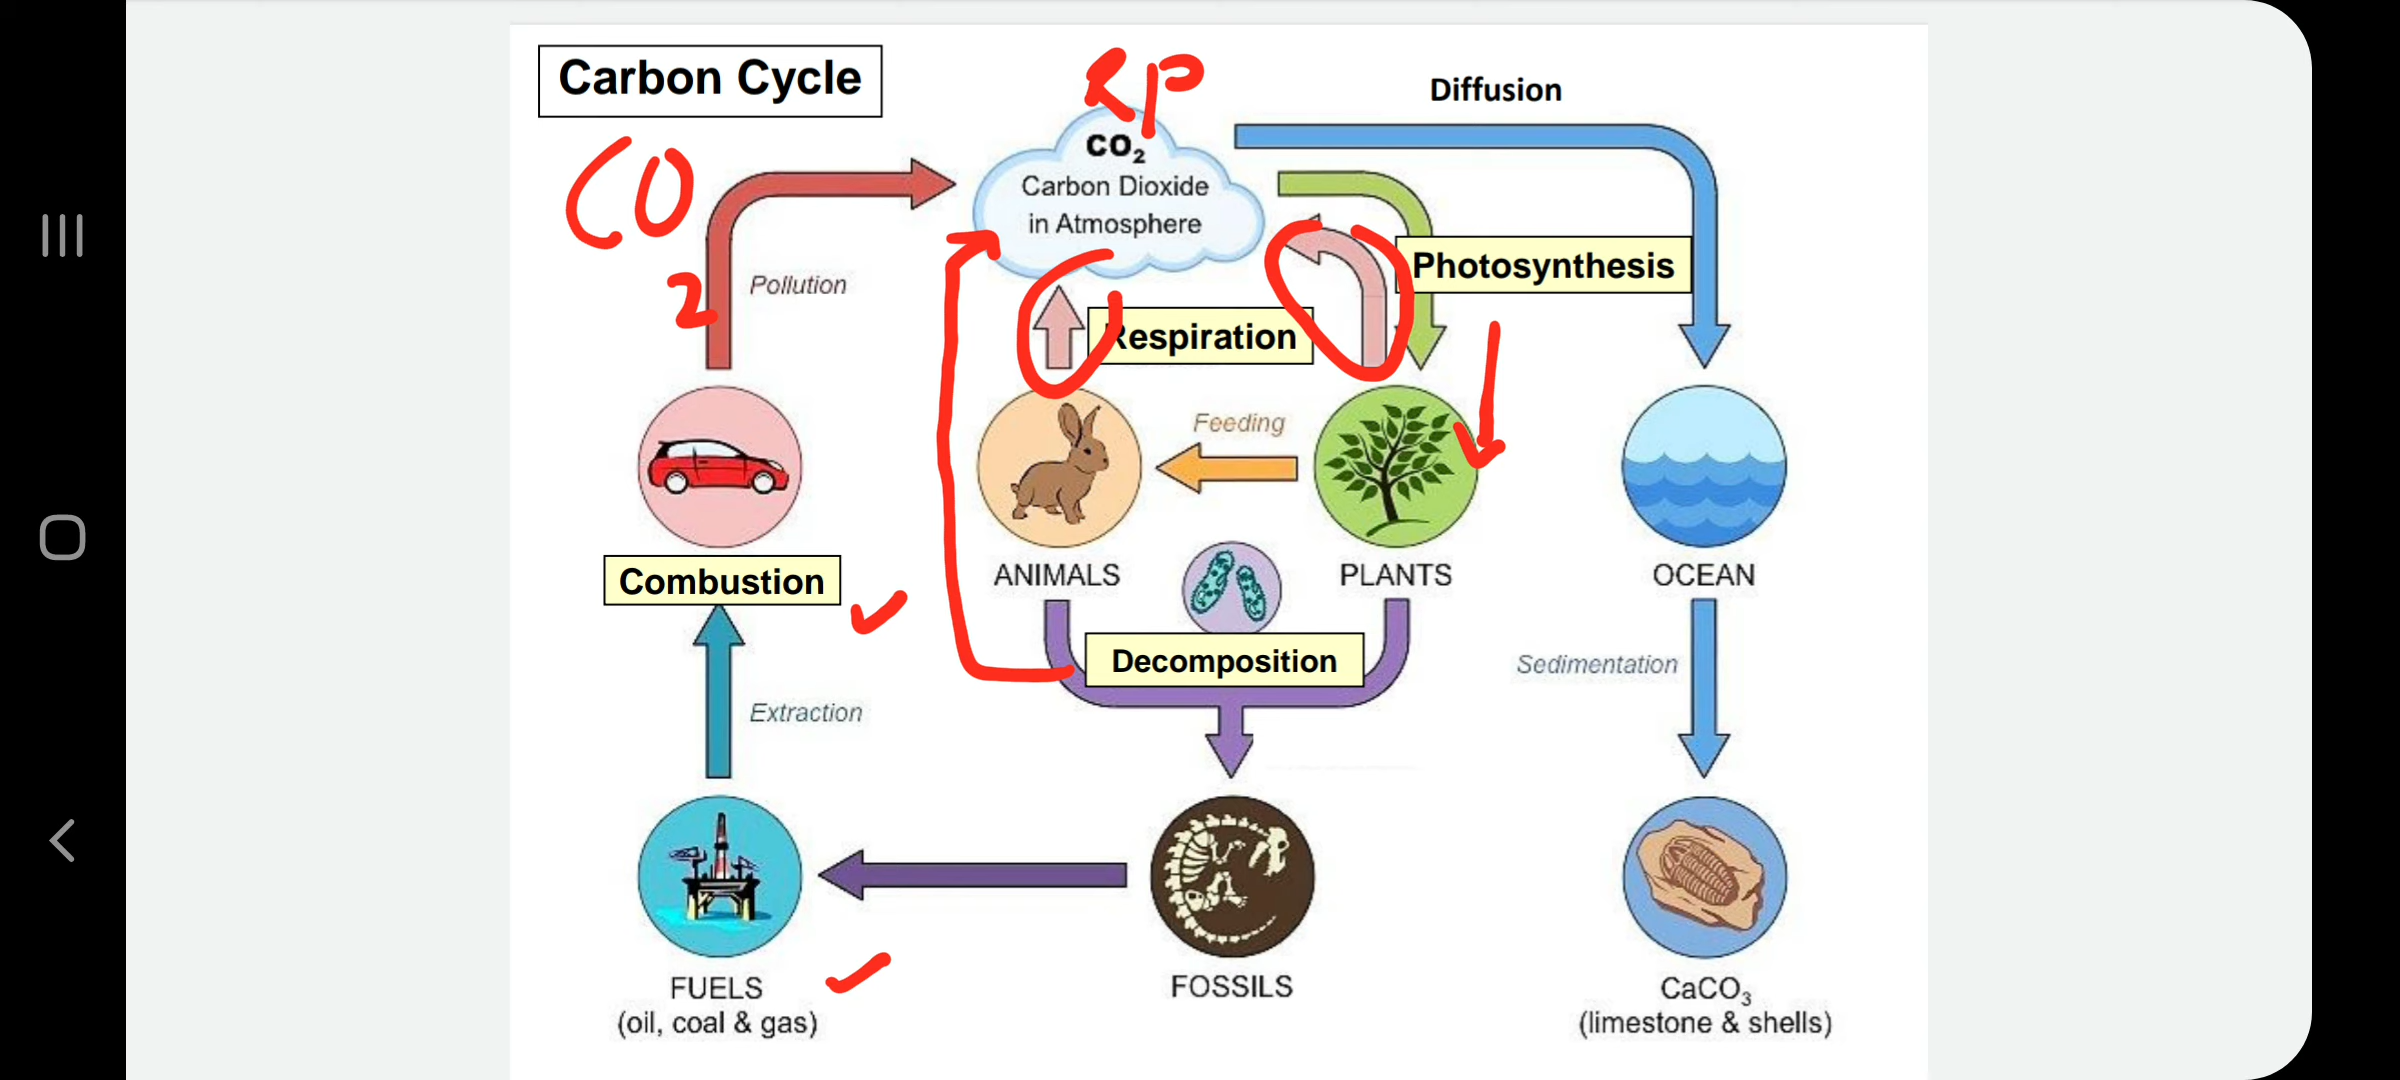 Carbon Cycle
RP
Diffusion
CO₂
Carbon Dioxide
in Atmosphere
CO
2
Pollution
Photosynthesis
Respiration
Feeding
Combustion
ANIMALS
PLANTS
OCEAN
Decomposition
Sedimentation
Extraction
FUELS
(oil, coal & gas)
FOSSILS
CaCO₃
(limestone & shells)